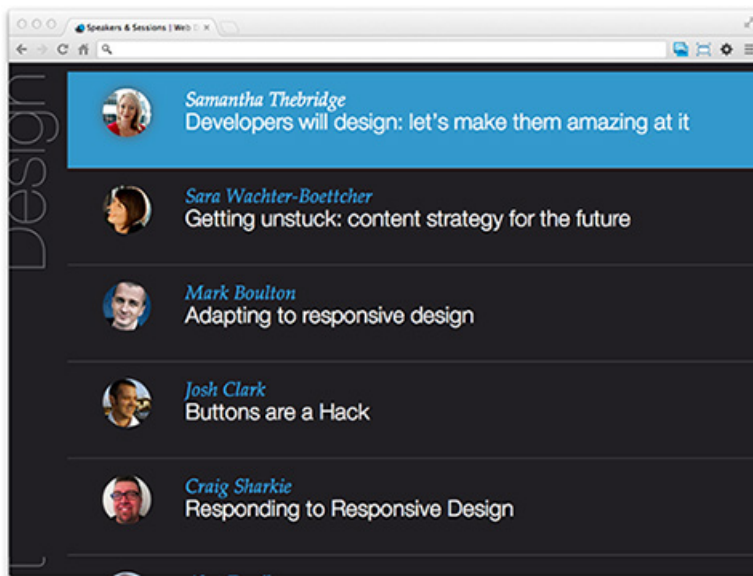 Speakers & Sessions | Web D
Design
Samantha Thebridge
Developers will design: let's make them amazing at it
Sara Wachter-Boettcher
Getting unstuck: content strategy for the future
Mark Boulton
Adapting to responsive design
Josh Clark
Buttons are a Hack
Craig Sharkie
Responding to Responsive Design